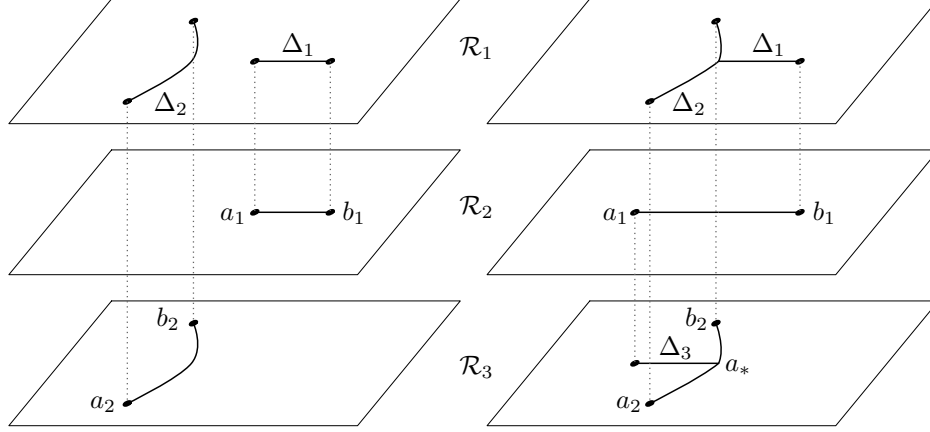 Δ₁ ℛ₁ Δ₁
Δ₂ Δ₂
a₁ b₁ ℛ₂ a₁ b₁
b₂ b₂
Δ₃
ℛ₃ a∗
a₂ a₂